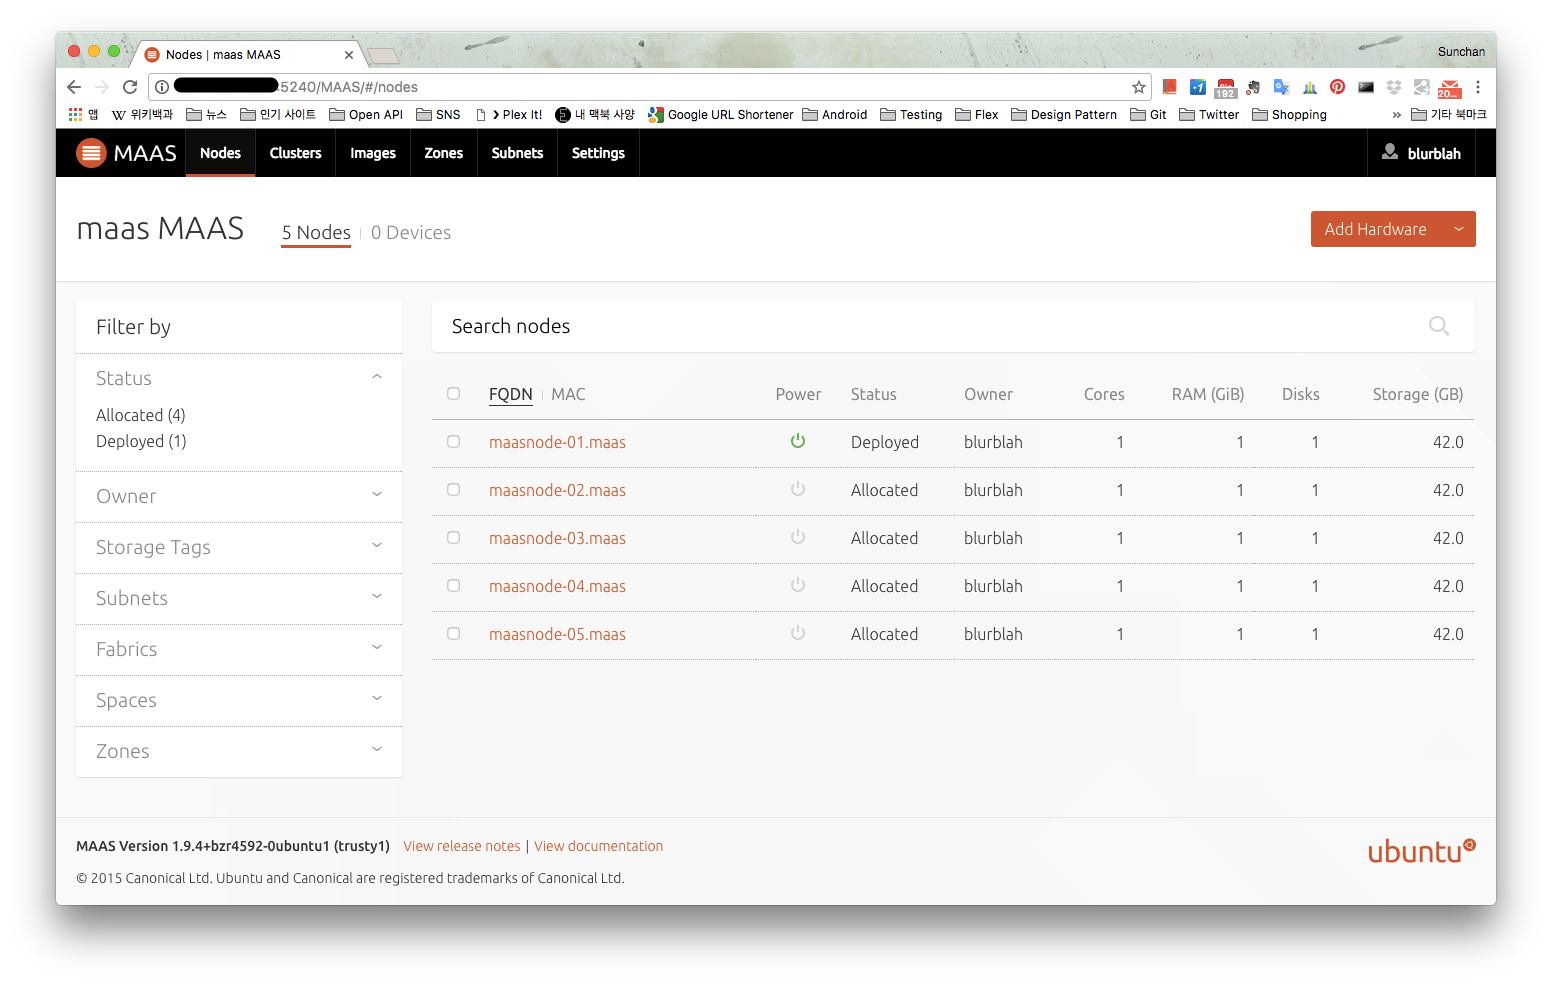 Nodes | maas MAAS
Sunchan
5240/MAAS/#/nodes
192
20...
앱 위키백과 뉴스 인기 사이트 Open API SNS Plex It! 내 맥북 사양 Google URL Shortener Android Testing Flex Design Pattern Git Twitter Shopping » 기타 북마크
MAAS Nodes Clusters Images Zones Subnets Settings blurblah
maas MAAS 5 Nodes 0 Devices Add Hardware
Filter by
Status
Allocated (4)
Deployed (1)
Owner
Storage Tags
Subnets
Fabrics
Spaces
Zones
Search nodes
FQDN MAC Power Status Owner Cores RAM (GiB) Disks Storage (GB)
maasnode-01.maas Deployed blurblah 1 1 1 42.0
maasnode-02.maas Allocated blurblah 1 1 1 42.0
maasnode-03.maas Allocated blurblah 1 1 1 42.0
maasnode-04.maas Allocated blurblah 1 1 1 42.0
maasnode-05.maas Allocated blurblah 1 1 1 42.0
MAAS Version 1.9.4+bzr4592-0ubuntu1 (trusty1) View release notes | View documentation
ubuntu
© 2015 Canonical Ltd. Ubuntu and Canonical are registered trademarks of Canonical Ltd.